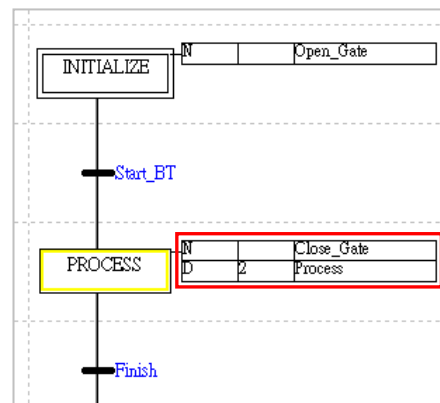 INITIALIZE
N Open_Gate
Start_BT
PROCESS
N Close_Gate
D 2 Process
Finish